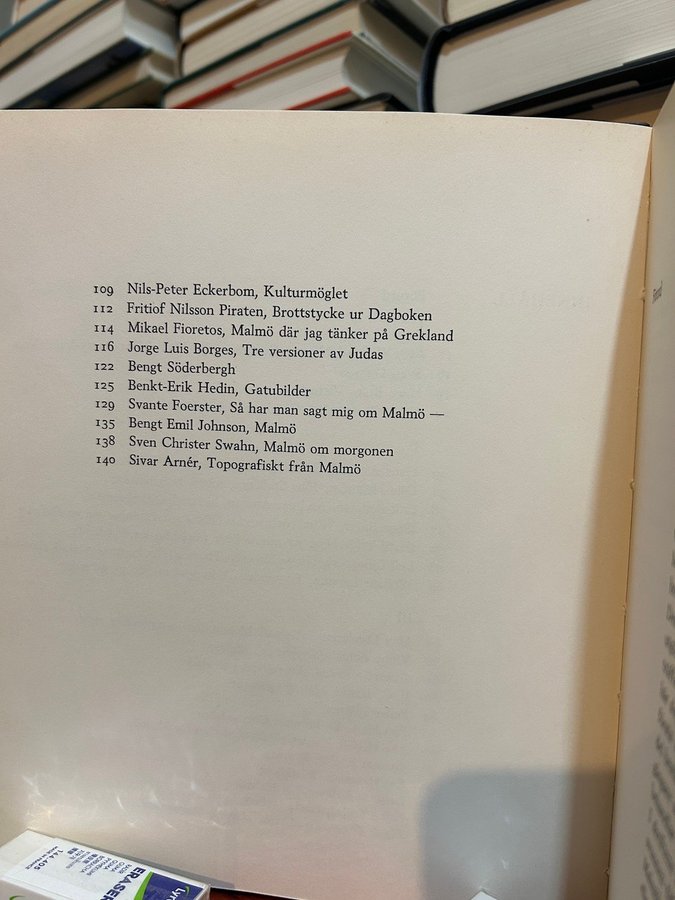 109 Nils-Peter Eckerbom, Kulturmöglet
112 Fritiof Nilsson Piraten, Brottstycke ur Dagboken
114 Mikael Fioretos, Malmö där jag tänker på Grekland
116 Jorge Luis Borges, Tre versioner av Judas
122 Bengt Söderbergh
125 Benkt-Erik Hedin, Gatubilder
129 Svante Foerster, Så har man sagt mig om Malmö —
135 Bengt Emil Johnson, Malmö
138 Sven Christer Swahn, Malmö om morgonen
140 Sivar Arnér, Topografiskt från Malmö
ERASER
144 405